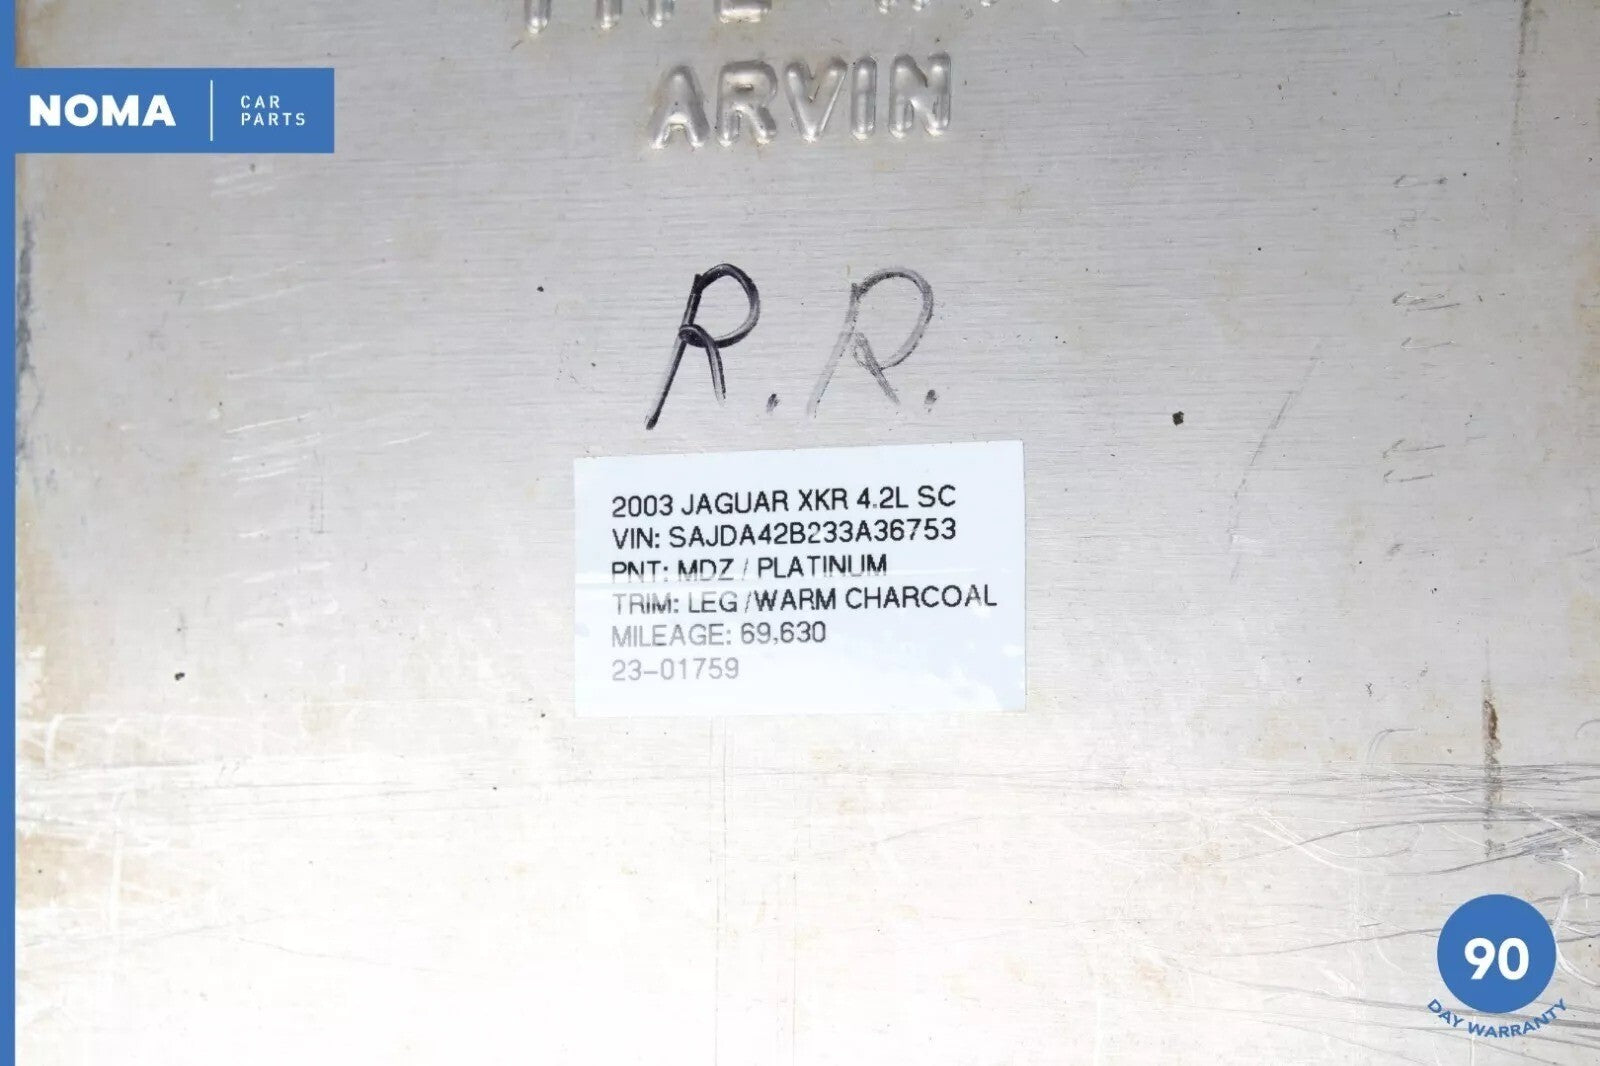 ARVIN
NOMA
CAR
PARTS
R.R.
2003 JAGUAR XKR 4.2L SC
VIN: SAJDA42B233A36753
PNT: MDZ / PLATINUM
TRIM: LEG /WARM CHARCOAL
MILEAGE: 69,630
23-01759
90
DAY WARRANTY